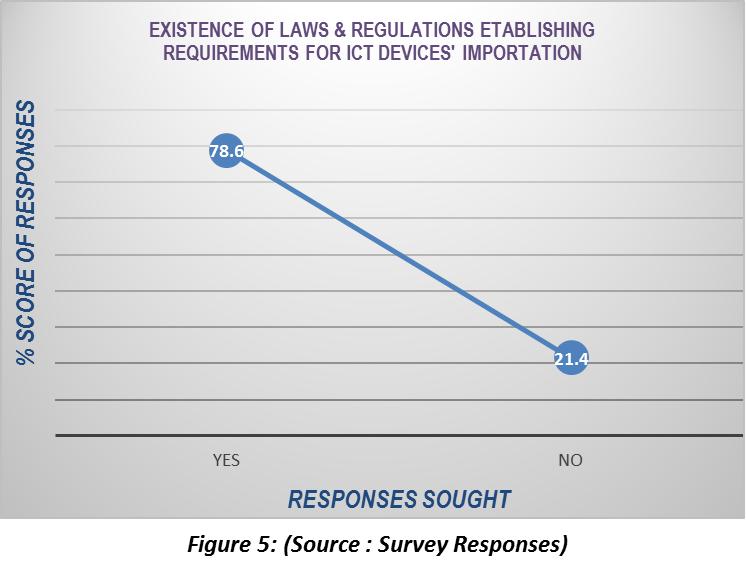 EXISTENCE OF LAWS & REGULATIONS ETABLISHING
REQUIREMENTS FOR ICT DEVICES' IMPORTATION
% SCORE OF RESPONSES
78.6
21.4
YES
NO
RESPONSES SOUGHT
Figure 5: (Source : Survey Responses)